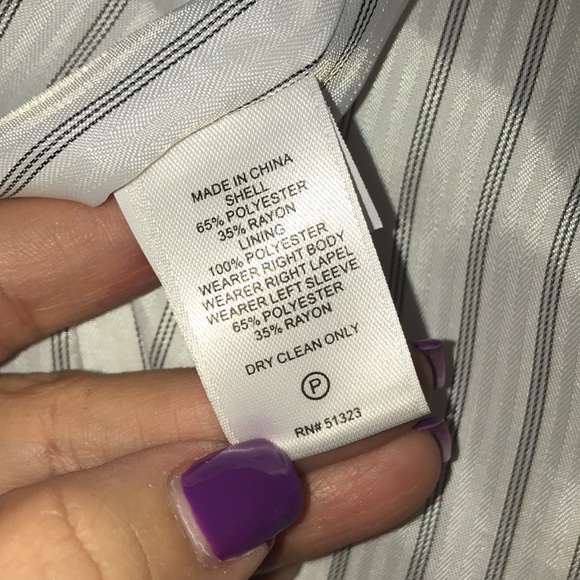 MADE IN CHINA
SHELL
65% POLYESTER
35% RAYON
LINING
100% POLYESTER
WEARER RIGHT BODY
WEARER RIGHT LAPEL
WEARER LEFT SLEEVE
65% POLYESTER
35% RAYON
DRY CLEAN ONLY
P
RN# 51323